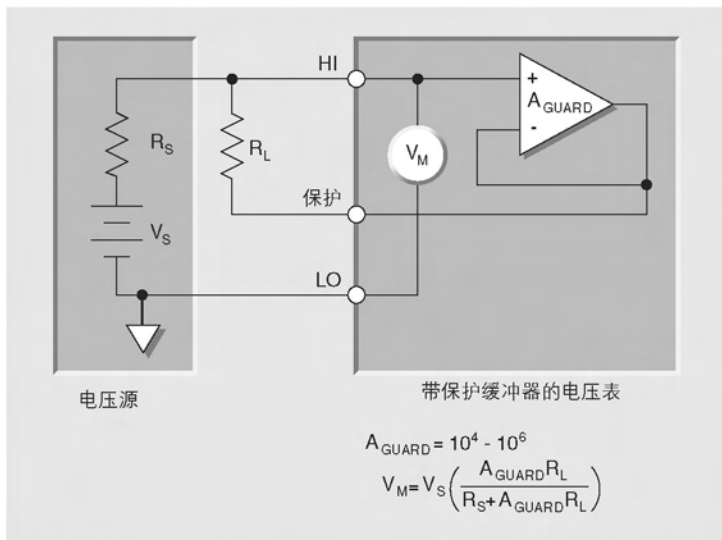 HI
+
A GUARD
-
R_S
R_L
V_M
保护
V_S
LO
电压源
带保护缓冲器的电压表
A_GUARD = 10^4 - 10^6
V_M = V_S ( A_GUARD R_L / R_S + A_GUARD R_L )